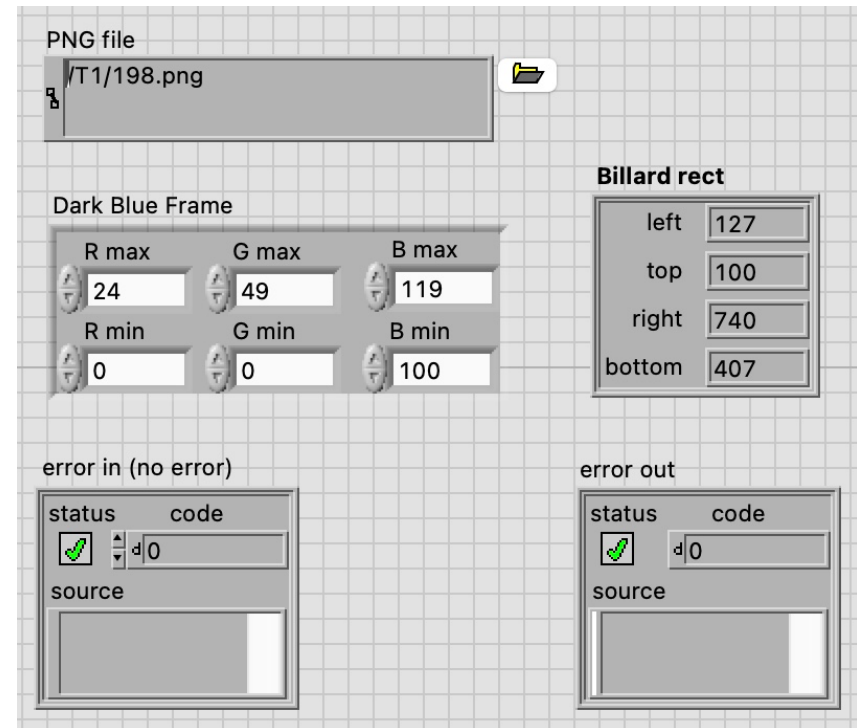 PNG file
/T1/198.png
Billard rect
Dark Blue Frame
left 127
R max G max B max
24 49 119
top 100
R min G min B min
right 740
0 0 100
bottom 407
error in (no error)
error out
status code
d 0
source
status code
d 0
source